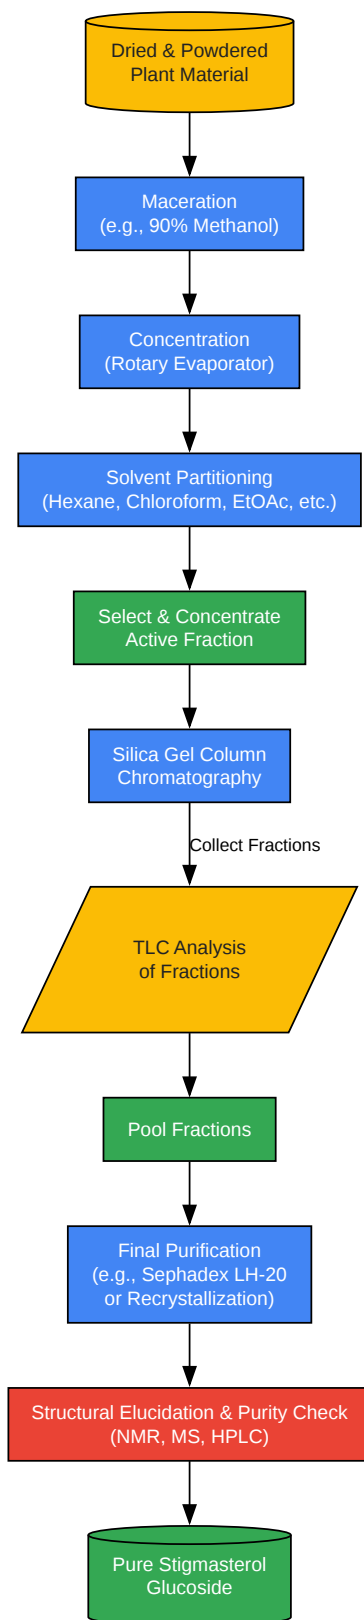 Dried & Powdered
Plant Material
Maceration
(e.g., 90% Methanol)
Concentration
(Rotary Evaporator)
Solvent Partitioning
(Hexane, Chloroform, EtOAc, etc.)
Select & Concentrate
Active Fraction
Silica Gel Column
Chromatography
Collect Fractions
TLC Analysis
of Fractions
Pool Fractions
Final Purification
(e.g., Sephadex LH-20
or Recrystallization)
Structural Elucidation & Purity Check
(NMR, MS, HPLC)
Pure Stigmasterol
Glucoside